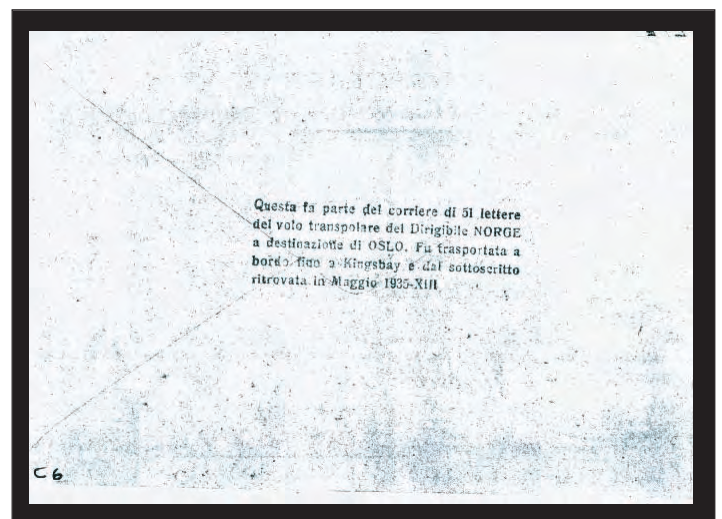 Questa fa parte del corriere di 51 lettere
del volo transpolare del Dirigibile NORGE
a destinazione di OSLO. Fu trasportata a
bordo fino a Kingsbay e dal sottoscritto
ritrovata in Maggio 1935-XIII
C6